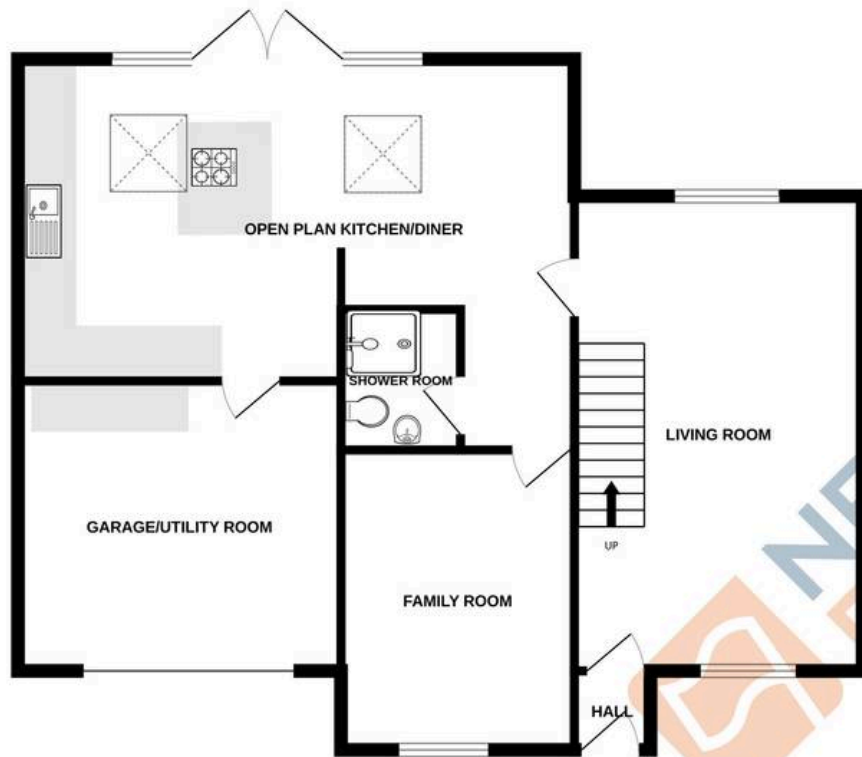 OPEN PLAN KITCHEN/DINER
SHOWER ROOM
LIVING ROOM
GARAGE/UTILITY ROOM
UP
FAMILY ROOM
HALL